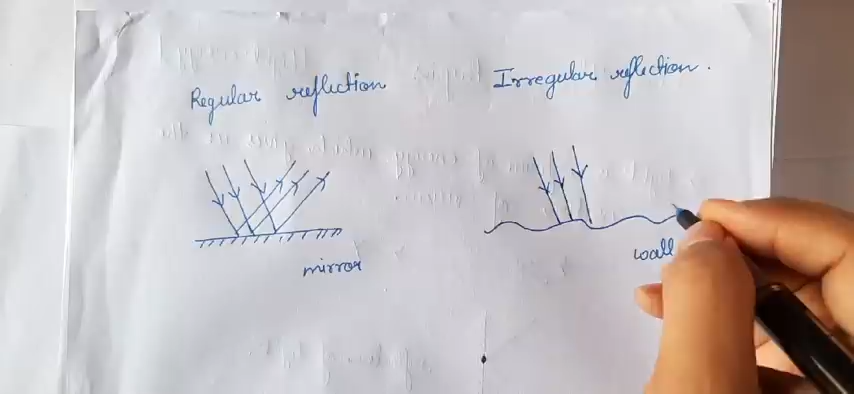 Regular reflection
Irregular reflection.
mirror
wall